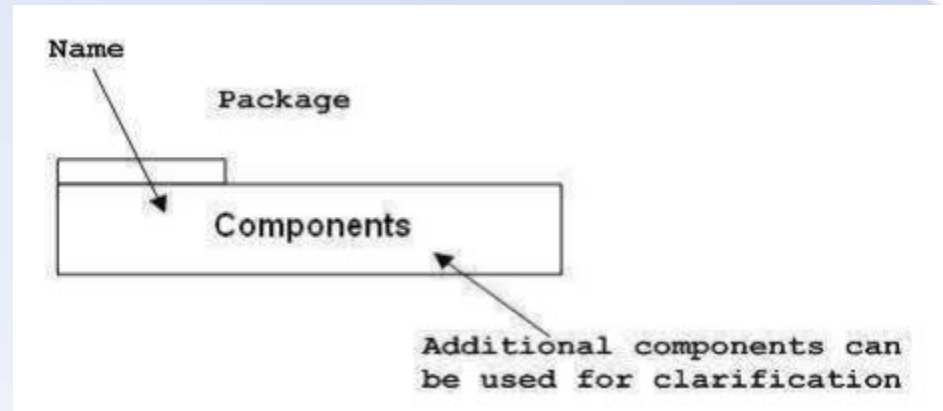 Name
Package
Components
Additional components can
be used for clarification